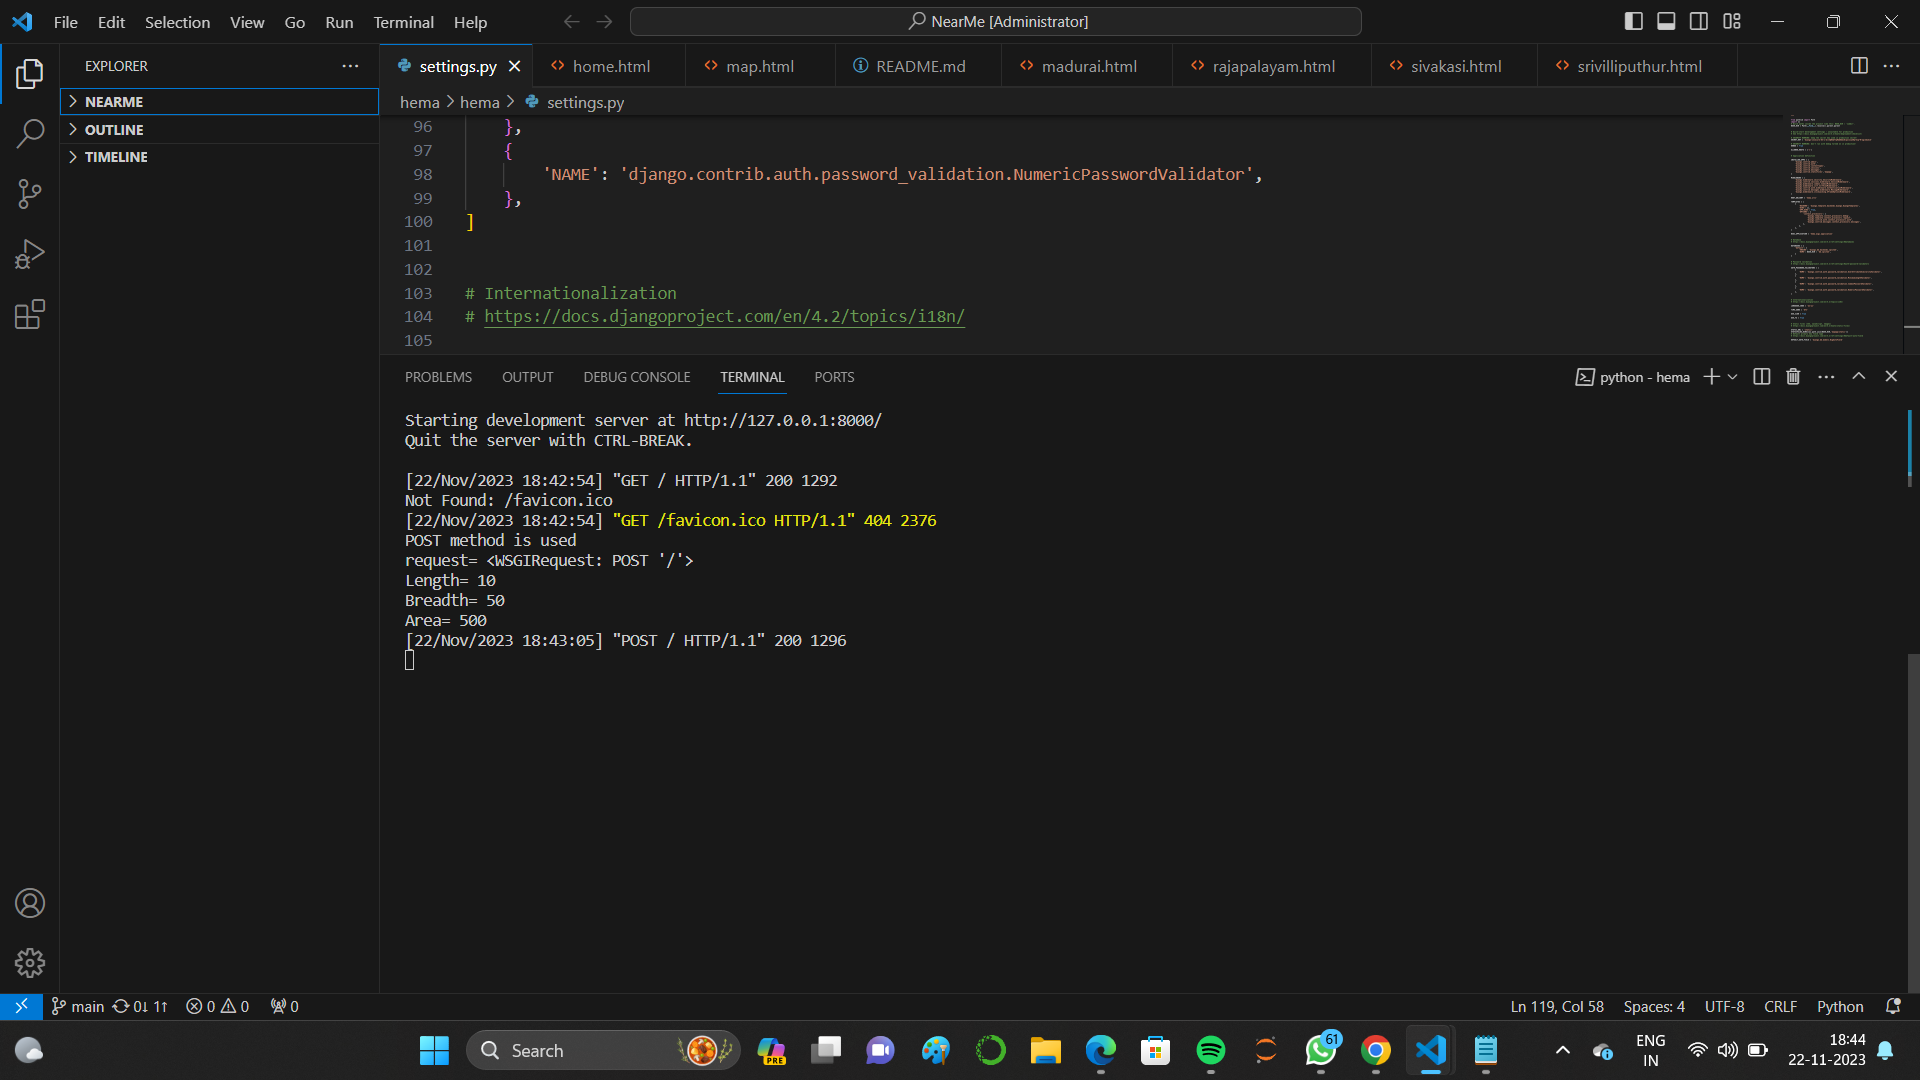 File Edit Selection View Go Run Terminal Help
NearMe [Administrator]
EXPLORER
NEARME
OUTLINE
TIMELINE
settings.py home.html map.html README.md madurai.html rajapalayam.html sivakasi.html srivilliputhur.html
hema > hema > settings.py
96 },
97 {
98 'NAME': 'django.contrib.auth.password_validation.NumericPasswordValidator',
99 },
100 ]
101
102
103 # Internationalization
104 # https://docs.djangoproject.com/en/4.2/topics/i18n/
105
PROBLEMS OUTPUT DEBUG CONSOLE TERMINAL PORTS
python - hema
Starting development server at http://127.0.0.1:8000/
Quit the server with CTRL-BREAK.
[22/Nov/2023 18:42:54] "GET / HTTP/1.1" 200 1292
Not Found: /favicon.ico
[22/Nov/2023 18:42:54] "GET /favicon.ico HTTP/1.1" 404 2376
POST method is used
request= <WSGIRequest: POST '/'>
Length= 10
Breadth= 50
Area= 500
[22/Nov/2023 18:43:05] "POST / HTTP/1.1" 200 1296
main 0↓ 1↑ 0 0 0
Ln 119, Col 58 Spaces: 4 UTF-8 CRLF Python
Search
PRE
61
ENG
IN
18:44
22-11-2023